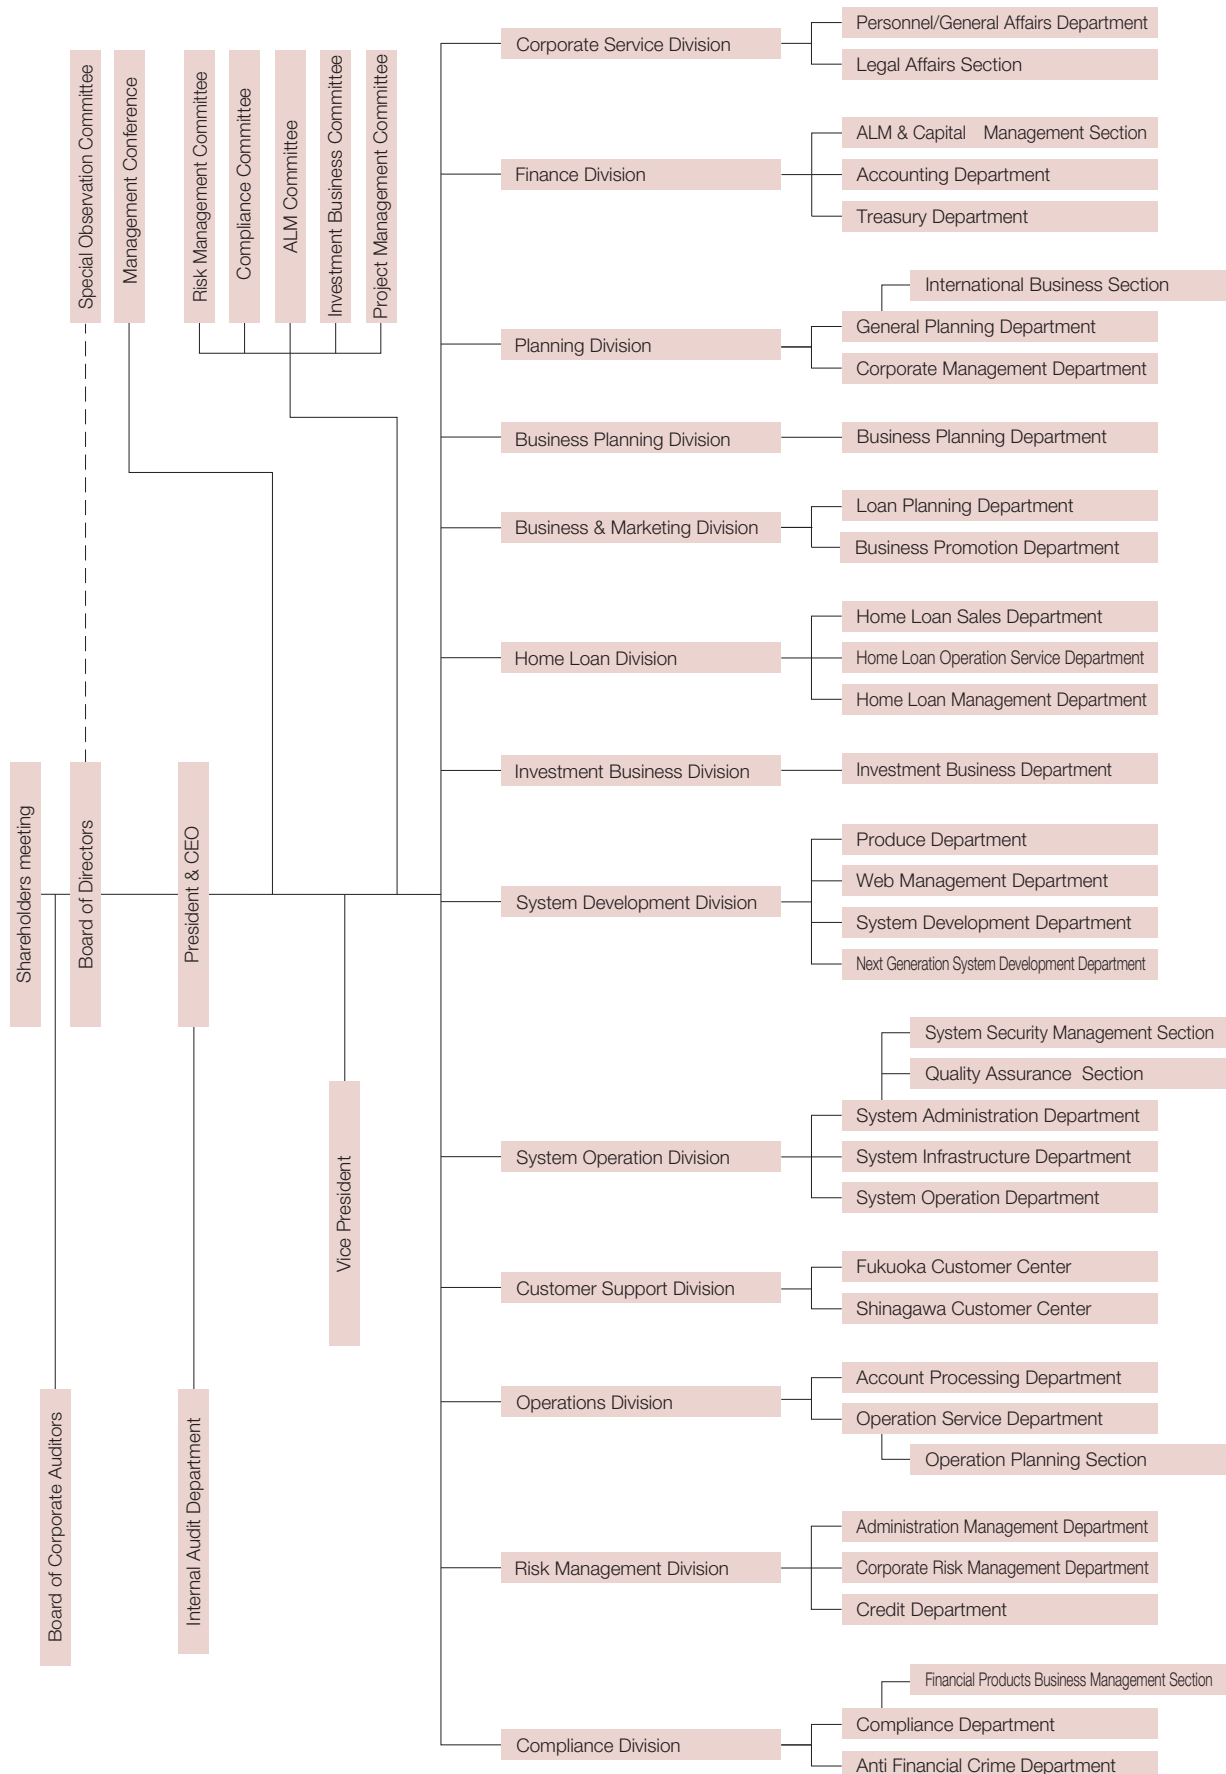 Special Observation Committee
Management Conference
Risk Management Committee
Compliance Committee
ALM Committee
Investment Business Committee
Project Management Committee
Shareholders meeting
Board of Directors
President & CEO
Vice President
Board of Corporate Auditors
Internal Audit Department
Corporate Service Division
Personnel/General Affairs Department
Legal Affairs Section
Finance Division
ALM & Capital Management Section
Accounting Department
Treasury Department
Planning Division
International Business Section
General Planning Department
Corporate Management Department
Business Planning Division
Business Planning Department
Business & Marketing Division
Loan Planning Department
Business Promotion Department
Home Loan Division
Home Loan Sales Department
Home Loan Operation Service Department
Home Loan Management Department
Investment Business Division
Investment Business Department
System Development Division
Produce Department
Web Management Department
System Development Department
Next Generation System Development Department
System Operation Division
System Security Management Section
Quality Assurance Section
System Administration Department
System Infrastructure Department
System Operation Department
Customer Support Division
Fukuoka Customer Center
Shinagawa Customer Center
Operations Division
Account Processing Department
Operation Service Department
Operation Planning Section
Risk Management Division
Administration Management Department
Corporate Risk Management Department
Credit Department
Compliance Division
Financial Products Business Management Section
Compliance Department
Anti Financial Crime Department